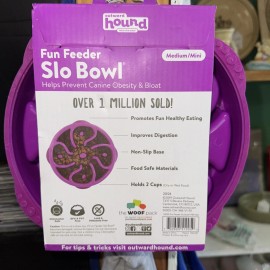 outward
hound
Medium/Mini
Fun Feeder
Slo Bowl
Helps Prevent Canine Obesity & Bloat
OVER 1 MILLION SOLD!
Promotes Fun Healthy Eating
Improves Digestion
Non-Slip Base
Food Safe Materials
Holds 2 Cups
the WOOF pack
For tips & tricks visit outwardhound.com